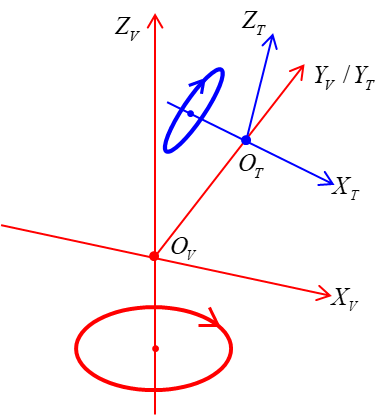 Z_V
Z_T
Y_V / Y_T
O_T
X_T
O_V
X_V